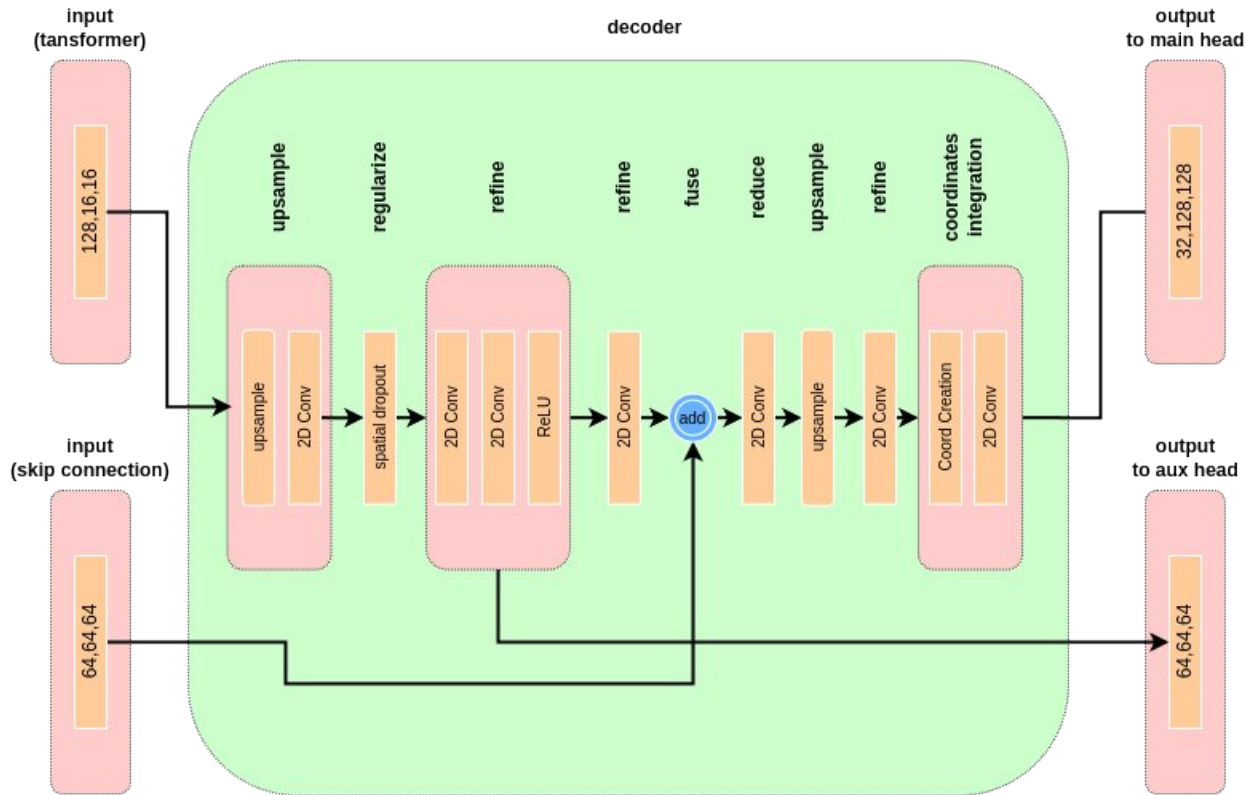 input
(tansformer)
decoder
output
to main head
upsample
regularize
refine
refine
fuse
reduce
upsample
refine
coordinates
integration
128,16,16
32,128,128
upsample
2D Conv
spatial dropout
2D Conv
2D Conv
ReLU
2D Conv
add
2D Conv
upsample
2D Conv
Coord Creation
2D Conv
input
(skip connection)
output
to aux head
64,64,64
64,64,64